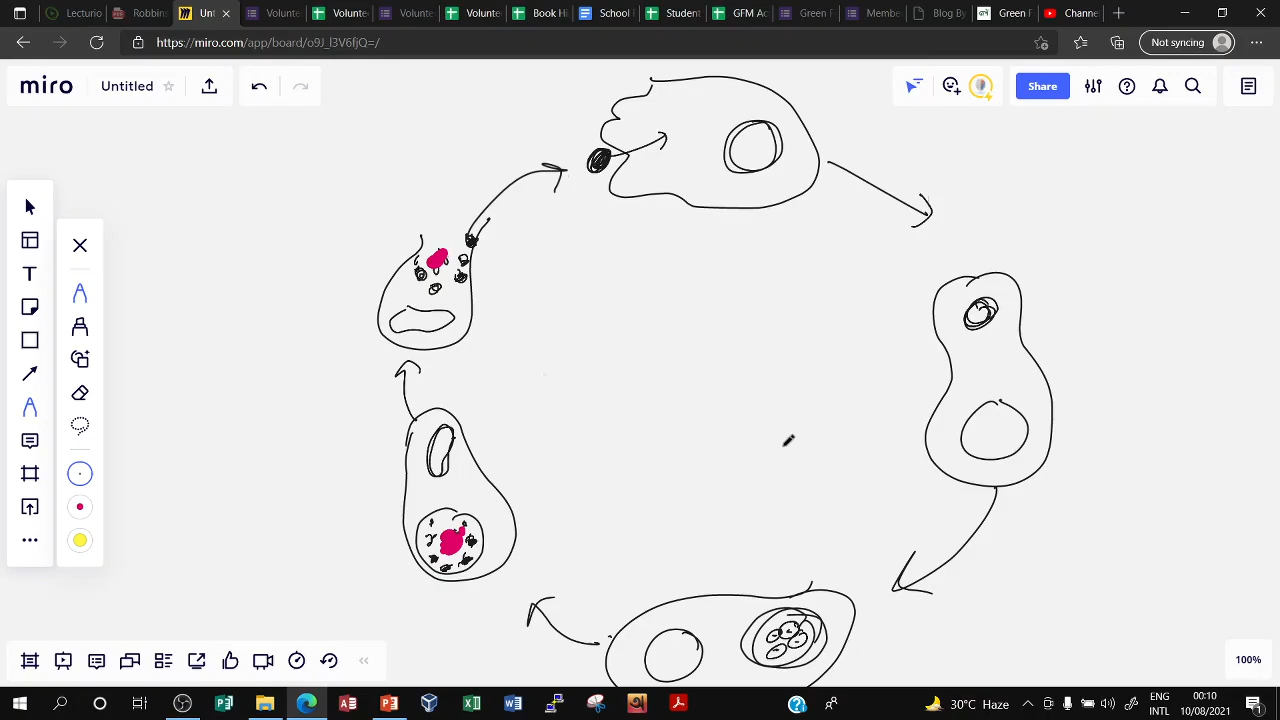 Lecturio
Robbins
Unt
Volunte
Volunte
Volunte
Volunte
Book Hi
School F
Student
GFM Ac
Green F
Membe
Blog By
Green F
Channe
https://miro.com/app/board/o9J_l3V6fjQ=/
Not syncing
miro
Untitled
Share
100%
30°C Haze
ENG
INTL
00:10
10/08/2021